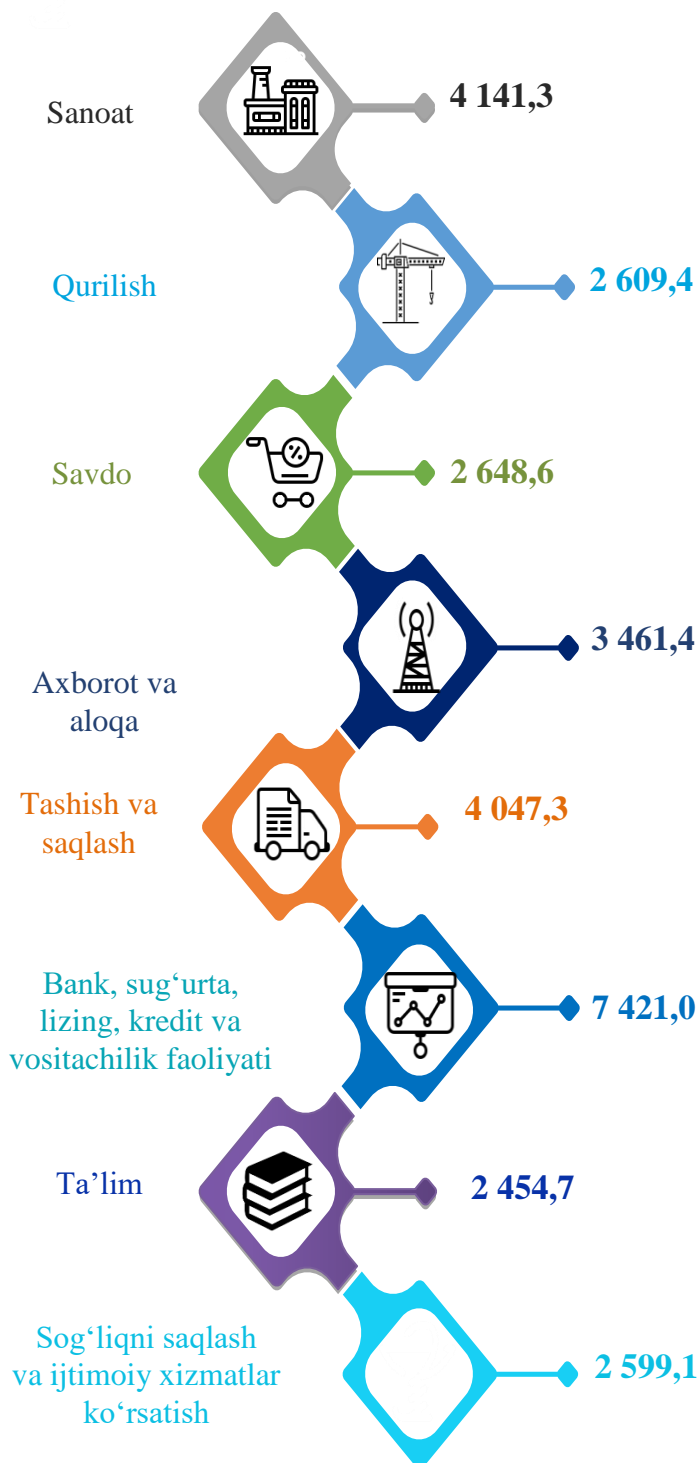 Sanoat
4 141,3
Qurilish
2 609,4
Savdo
2 648,6
Axborot va
aloqa
3 461,4
Tashish va
saqlash
4 047,3
Bank, sug‘urta,
lizing, kredit va
vositachilik faoliyati
7 421,0
Ta’lim
2 454,7
Sog‘liqni saqlash
va ijtimoiy xizmatlar
ko‘rsatish
2 599,1